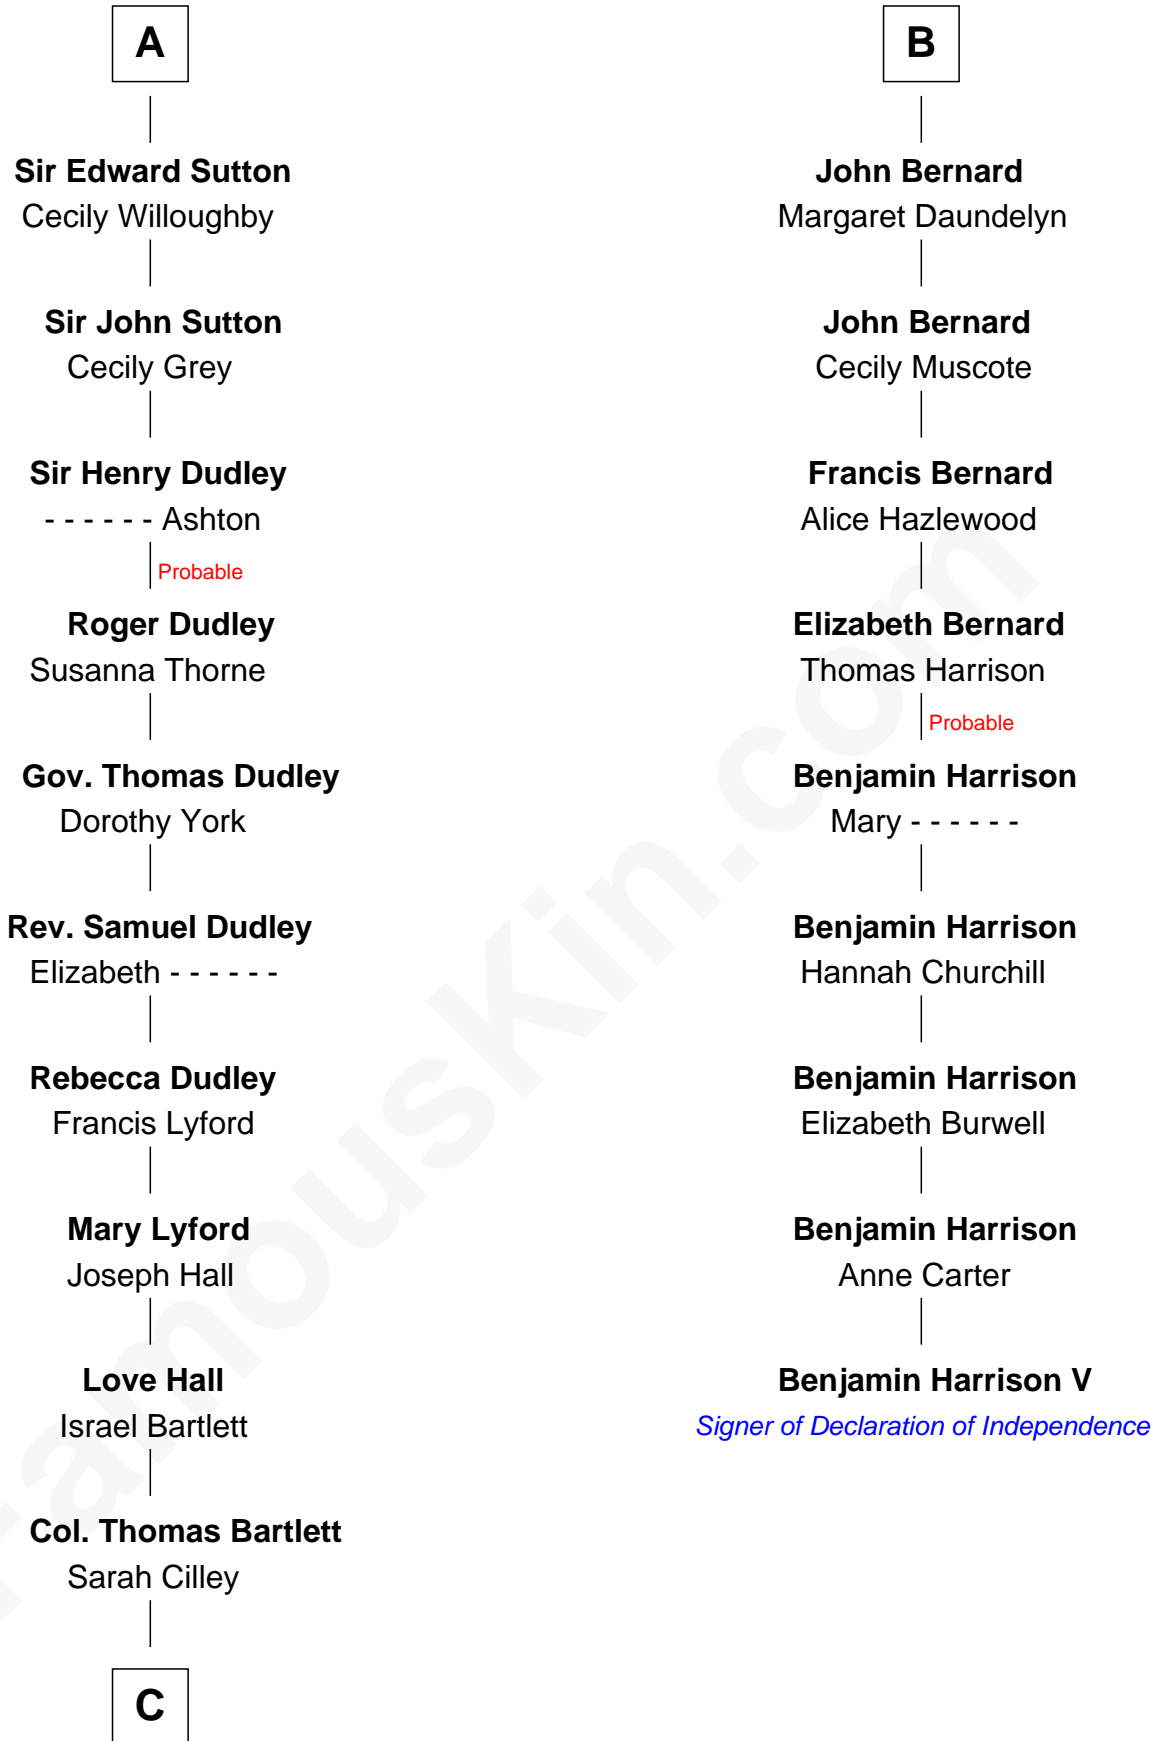 A
Sir Edward Sutton
Cecily Willoughby
Sir John Sutton
Cecily Grey
Sir Henry Dudley
- - - - - - Ashton
Probable
Roger Dudley
Susanna Thorne
Gov. Thomas Dudley
Dorothy York
Rev. Samuel Dudley
Elizabeth - - - - - -
Rebecca Dudley
Francis Lyford
Mary Lyford
Joseph Hall
Love Hall
Israel Bartlett
Col. Thomas Bartlett
Sarah Cilley
C
B
John Bernard
Margaret Daundelyn
John Bernard
Cecily Muscote
Francis Bernard
Alice Hazlewood
Elizabeth Bernard
Thomas Harrison
Probable
Benjamin Harrison
Mary - - - - - -
Benjamin Harrison
Hannah Churchill
Benjamin Harrison
Elizabeth Burwell
Benjamin Harrison
Anne Carter
Benjamin Harrison V
Signer of Declaration of Independence
FamousKin.com